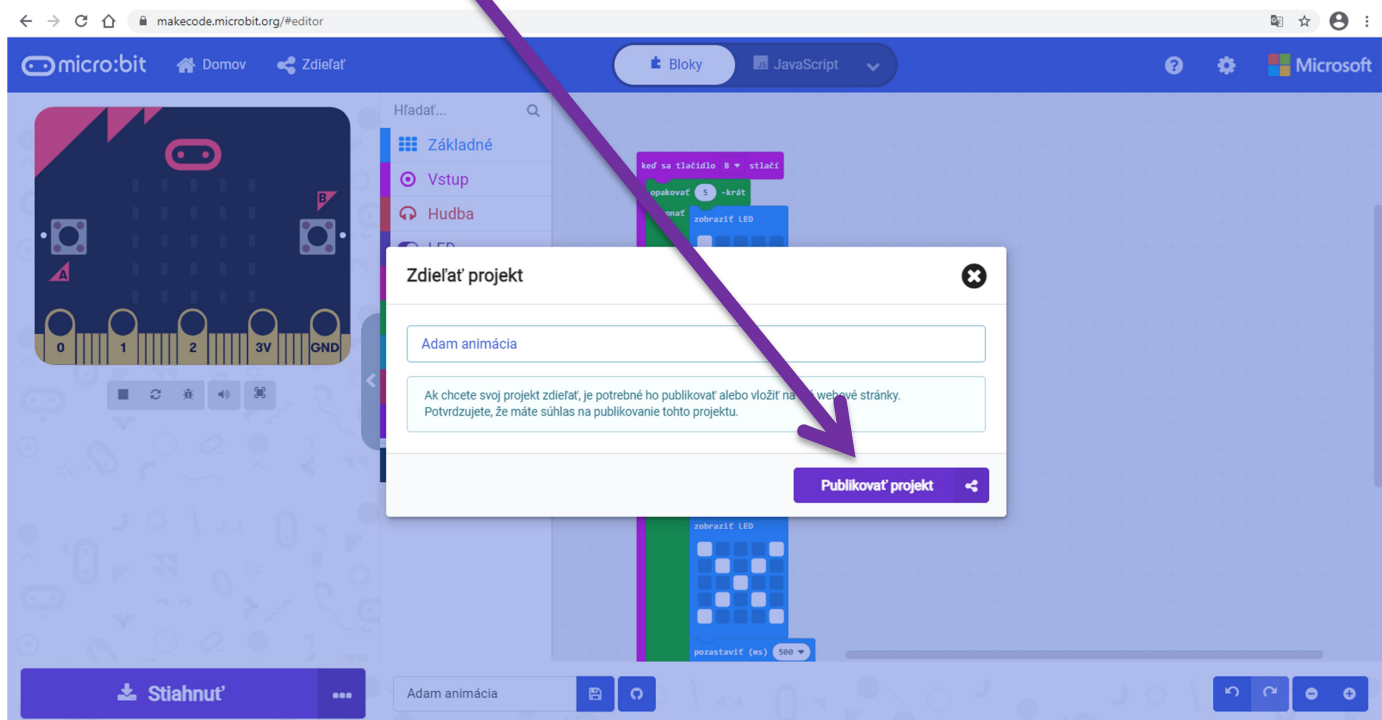 makecode.microbit.org/#editor
micro:bit Domov Zdieľať Bloky JavaScript Microsoft
Hľadať...
Základné
Vstup
Hudba
LED
B
A
0 1 2 3V GND
keď sa tlačidlo B stlačí
opakovať 5 -krát
zobraziť LED
Zdieľať projekt
Adam animácia
Ak chcete svoj projekt zdieľať, je potrebné ho publikovať alebo vložiť na webové stránky.
Potvrdzujete, že máte súhlas na publikovanie tohto projektu.
Publikovať projekt
zobraziť LED
pozastaviť (ms) 500
Stiahnuť
Adam animácia